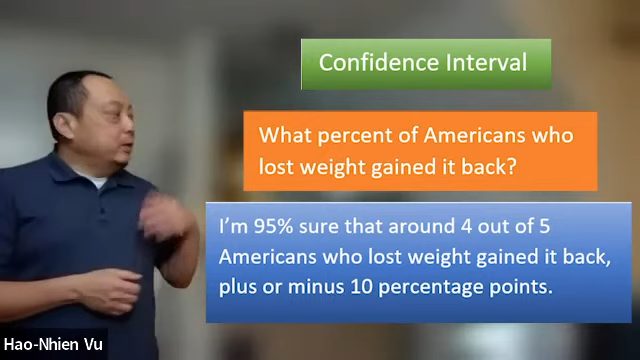 Confidence Interval
What percent of Americans who
lost weight gained it back?
I'm 95% sure that around 4 out of 5
Americans who lost weight gained it back,
plus or minus 10 percentage points.
Hao-Nhien Vu